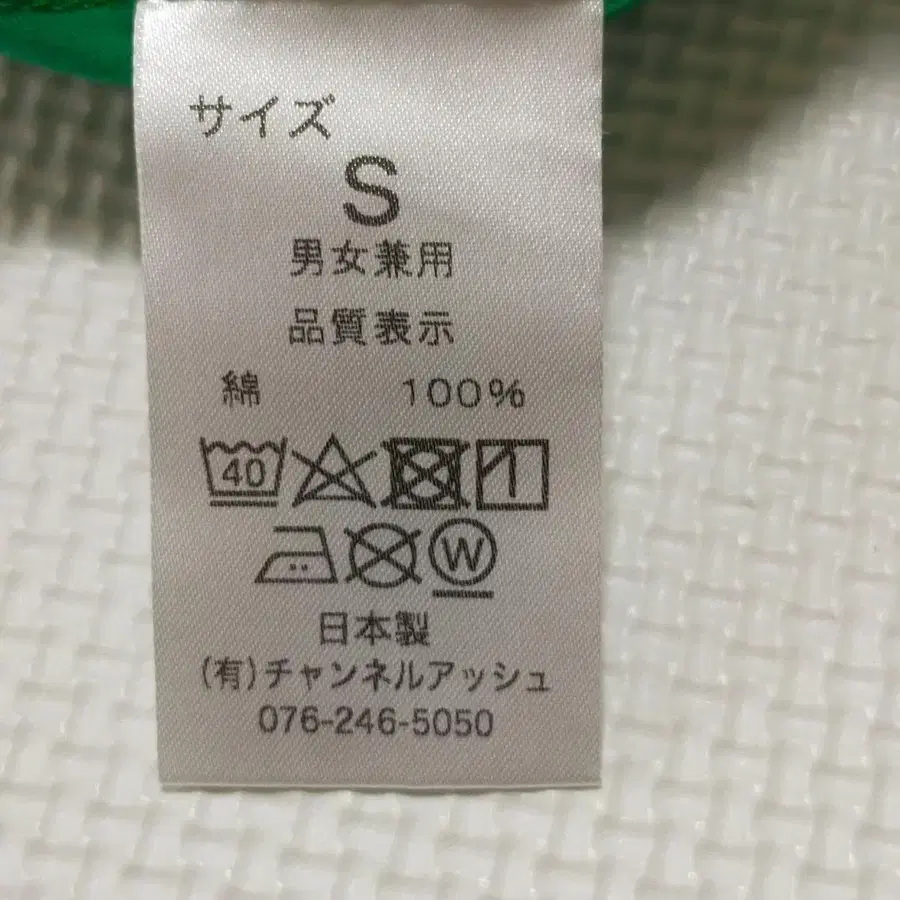 サイズ
S
男女兼用
品質表示
綿 100%
40
W
日本製
(有)チャンネルアッシュ
076-246-5050